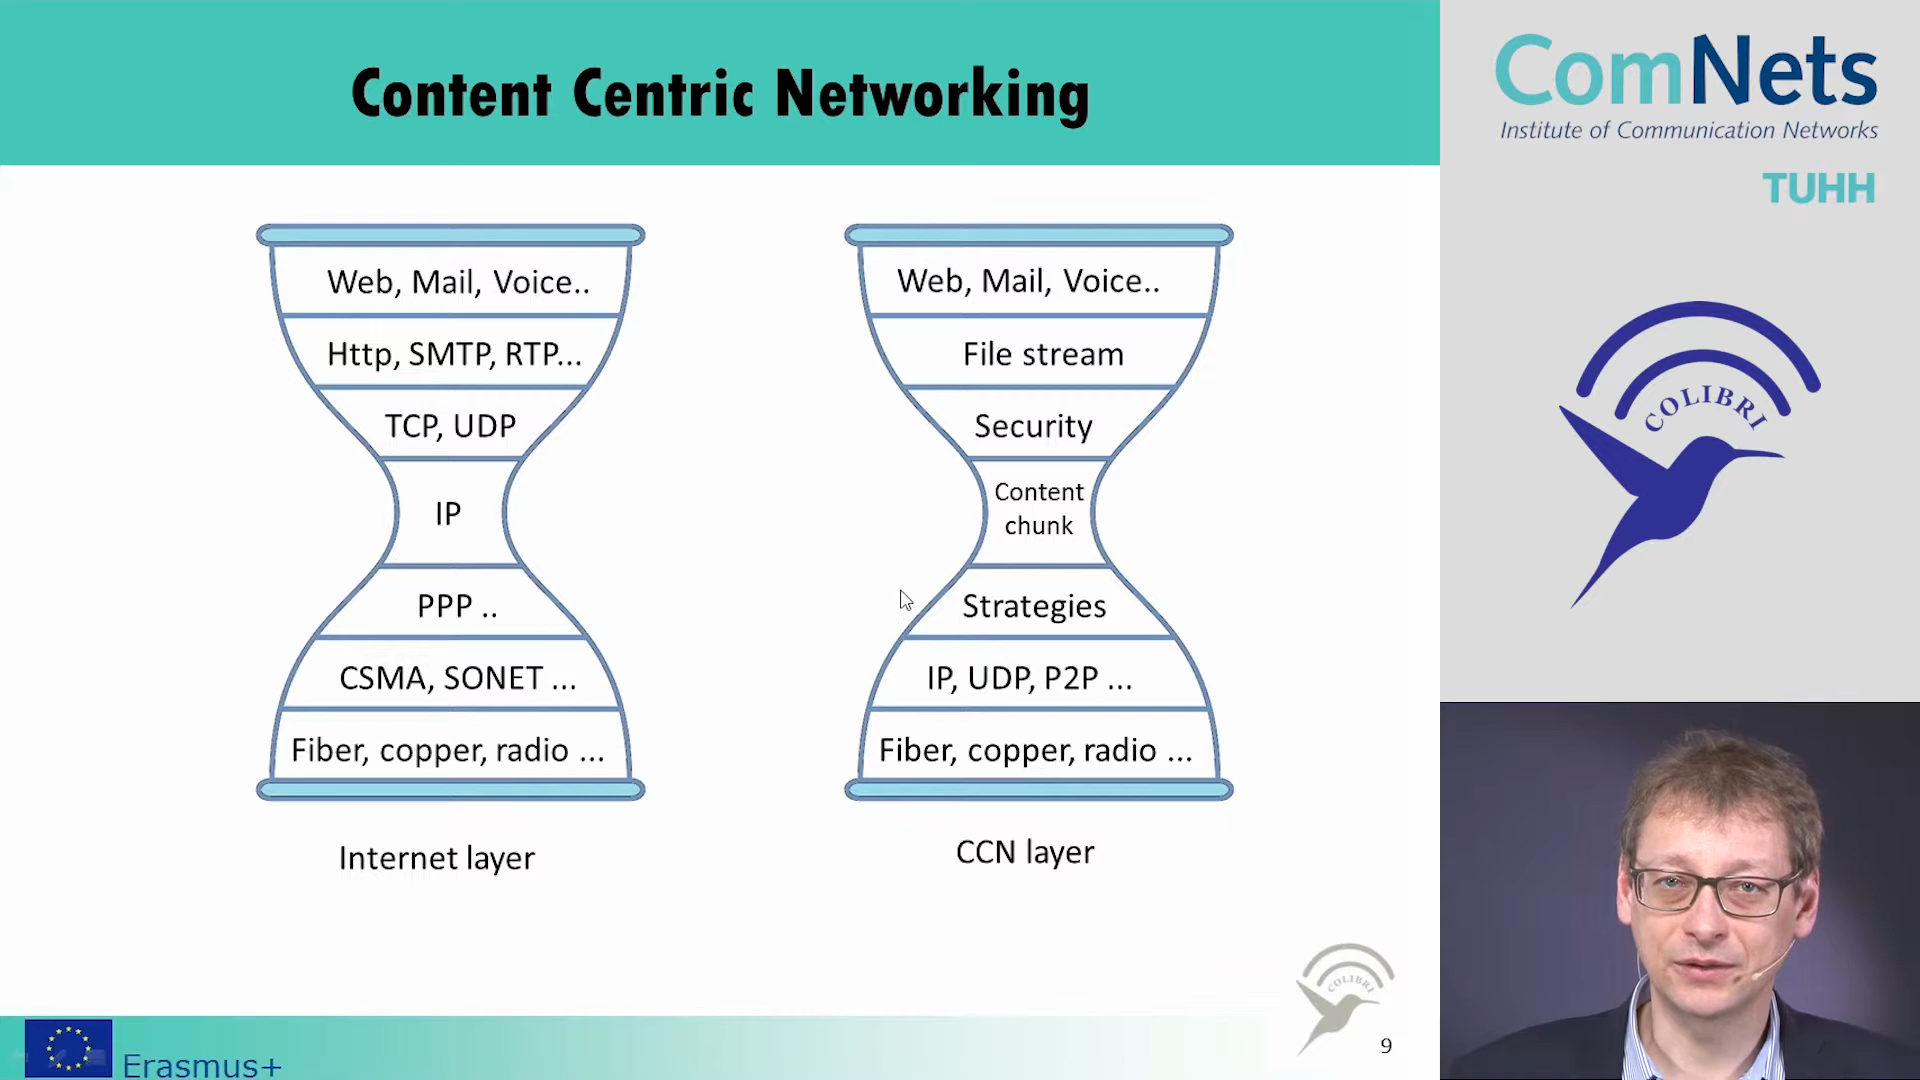 Content Centric Networking
Web, Mail, Voice..
Http, SMTP, RTP...
TCP, UDP
IP
PPP ..
CSMA, SONET ...
Fiber, copper, radio ...
Internet layer
Web, Mail, Voice..
File stream
Security
Content
chunk
Strategies
IP, UDP, P2P ...
Fiber, copper, radio ...
CCN layer
COLIBRI
9
Erasmus+
ComNets
Institute of Communication Networks
TUHH
COLIBRI